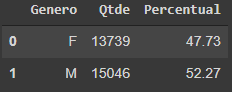 Genero Qtde Percentual
0 F 13739 47.73
1 M 15046 52.27